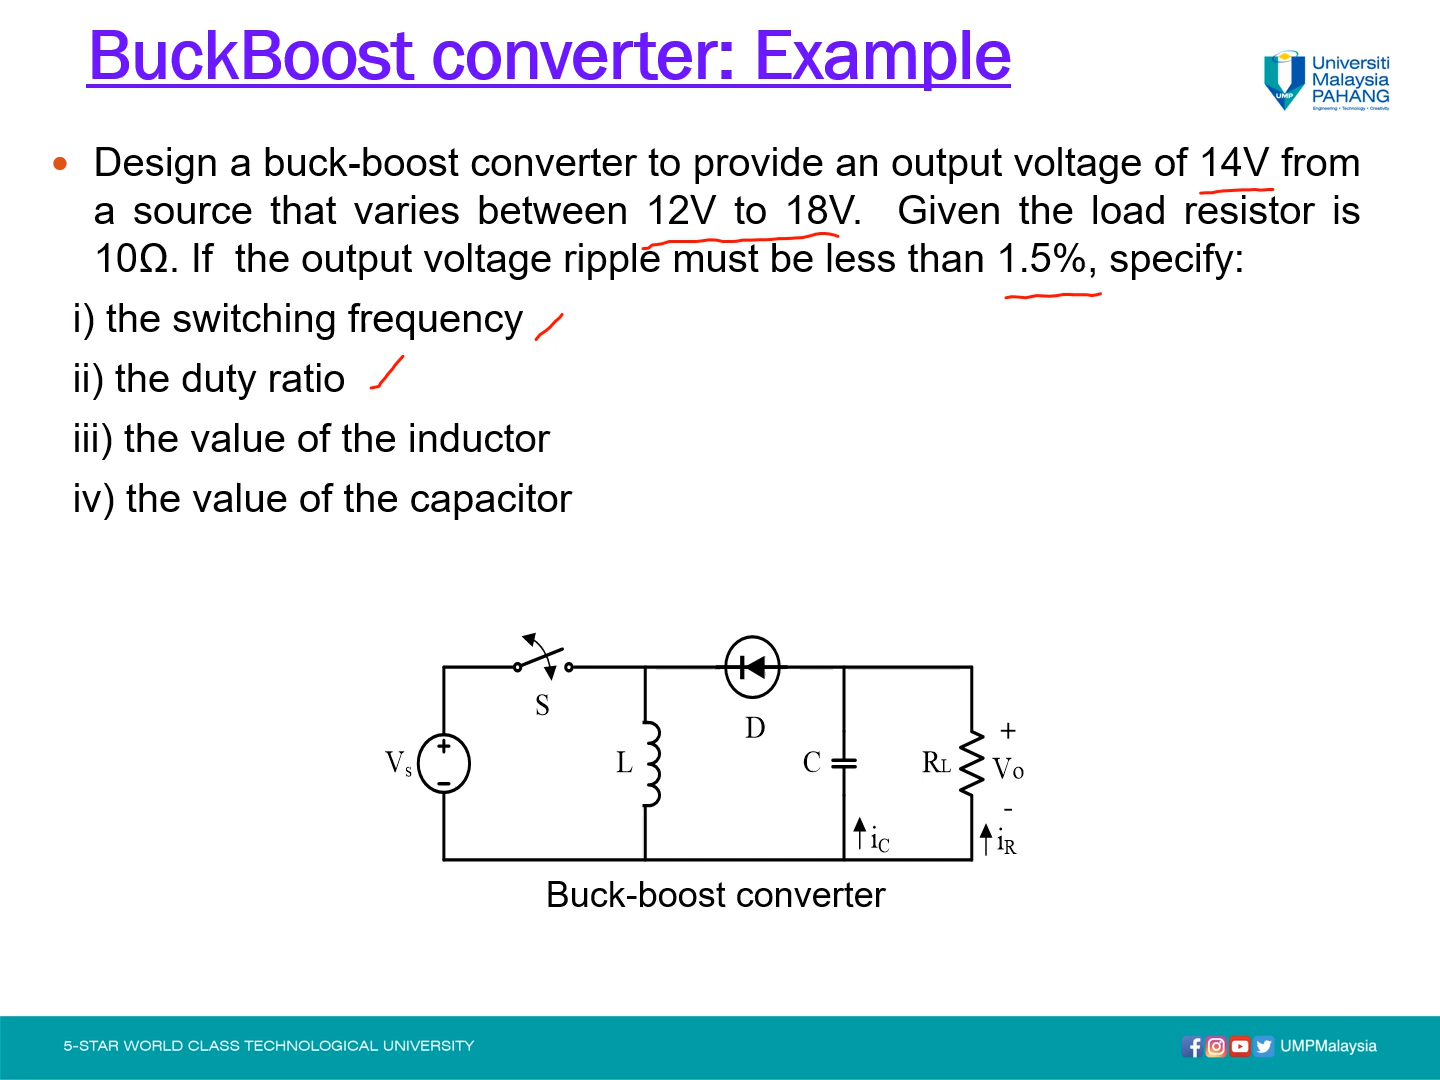 BuckBoost converter: Example
Universiti
Malaysia
PAHANG
UMP
Engineering • Technology • Creativity
• Design a buck-boost converter to provide an output voltage of 14V from
a source that varies between 12V to 18V. Given the load resistor is
10Ω. If the output voltage ripple must be less than 1.5%, specify:
i) the switching frequency
ii) the duty ratio
iii) the value of the inductor
iv) the value of the capacitor
S
D
Vs
+
-
L
C
RL
+
Vo
-
iC
iR
Buck-boost converter
5-STAR WORLD CLASS TECHNOLOGICAL UNIVERSITY
UMPMalaysia